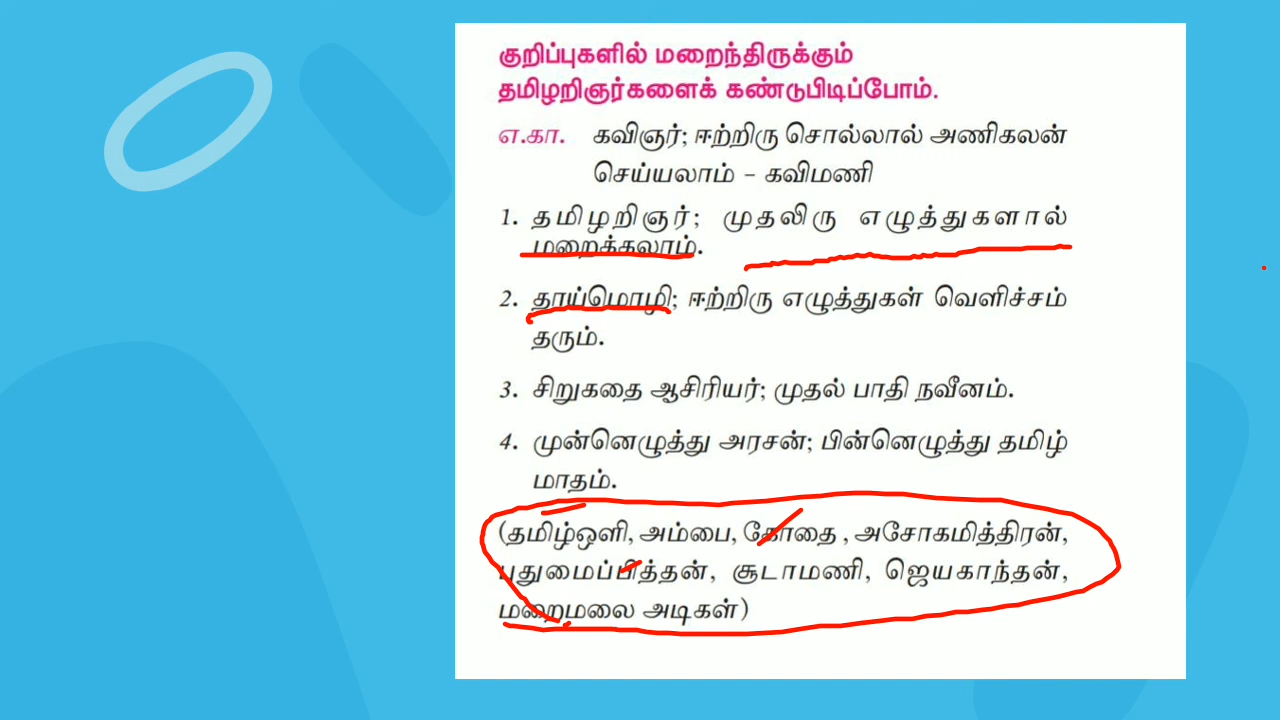 குறிப்புகளில் மறைந்திருக்கும்
தமிழறிஞர்களைக் கண்டுபிடிப்போம்.
எ.கா. கவிஞர்; ஈற்றிரு சொல்லால் அணிகலன்
செய்யலாம் – கவிமணி
1. தமிழறிஞர்; முதலிரு எழுத்துகளால்
மறைக்கலாம்.
2. தாய்மொழி; ஈற்றிரு எழுத்துகள் வெளிச்சம்
தரும்.
3. சிறுகதை ஆசிரியர்; முதல் பாதி நவீனம்.
4. முன்னெழுத்து அரசன்; பின்னெழுத்து தமிழ்
மாதம்.
(தமிழ்ஒளி, அம்பை, கோதை , அசோகமித்திரன்,
புதுமைப்பித்தன், சூடாமணி, ஜெயகாந்தன்,
மறைமலை அடிகள்)